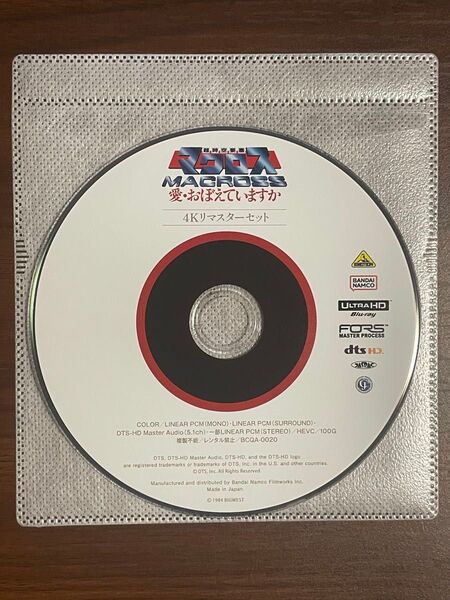 超時空要塞
マクロス
MACROSS
愛・おぼえていますか
4Kリマスターセット
BANDAI
NAMCO
ULTRA HD
Blu-ray
FORS
MASTER PROCESS
dts HD
COLOR/LINEAR PCM(MONO)・LINEAR PCM(SURROUND)・
DTS-HD Master Audio(5.1ch)・一部LINEAR PCM(STEREO)/HEVC/100G
複製不能/レンタル禁止/BCQA-0020
DTS, DTS-HD Master Audio, DTS-HD, and the DTS-HD logo
are registered trademarks or trademarks of DTS, Inc. in the U.S. and other countries.
© DTS, Inc. All Rights Reserved.
Manufactured and distributed by Bandai Namco Filmworks Inc.
Made in Japan.
© 1984 BIGWEST